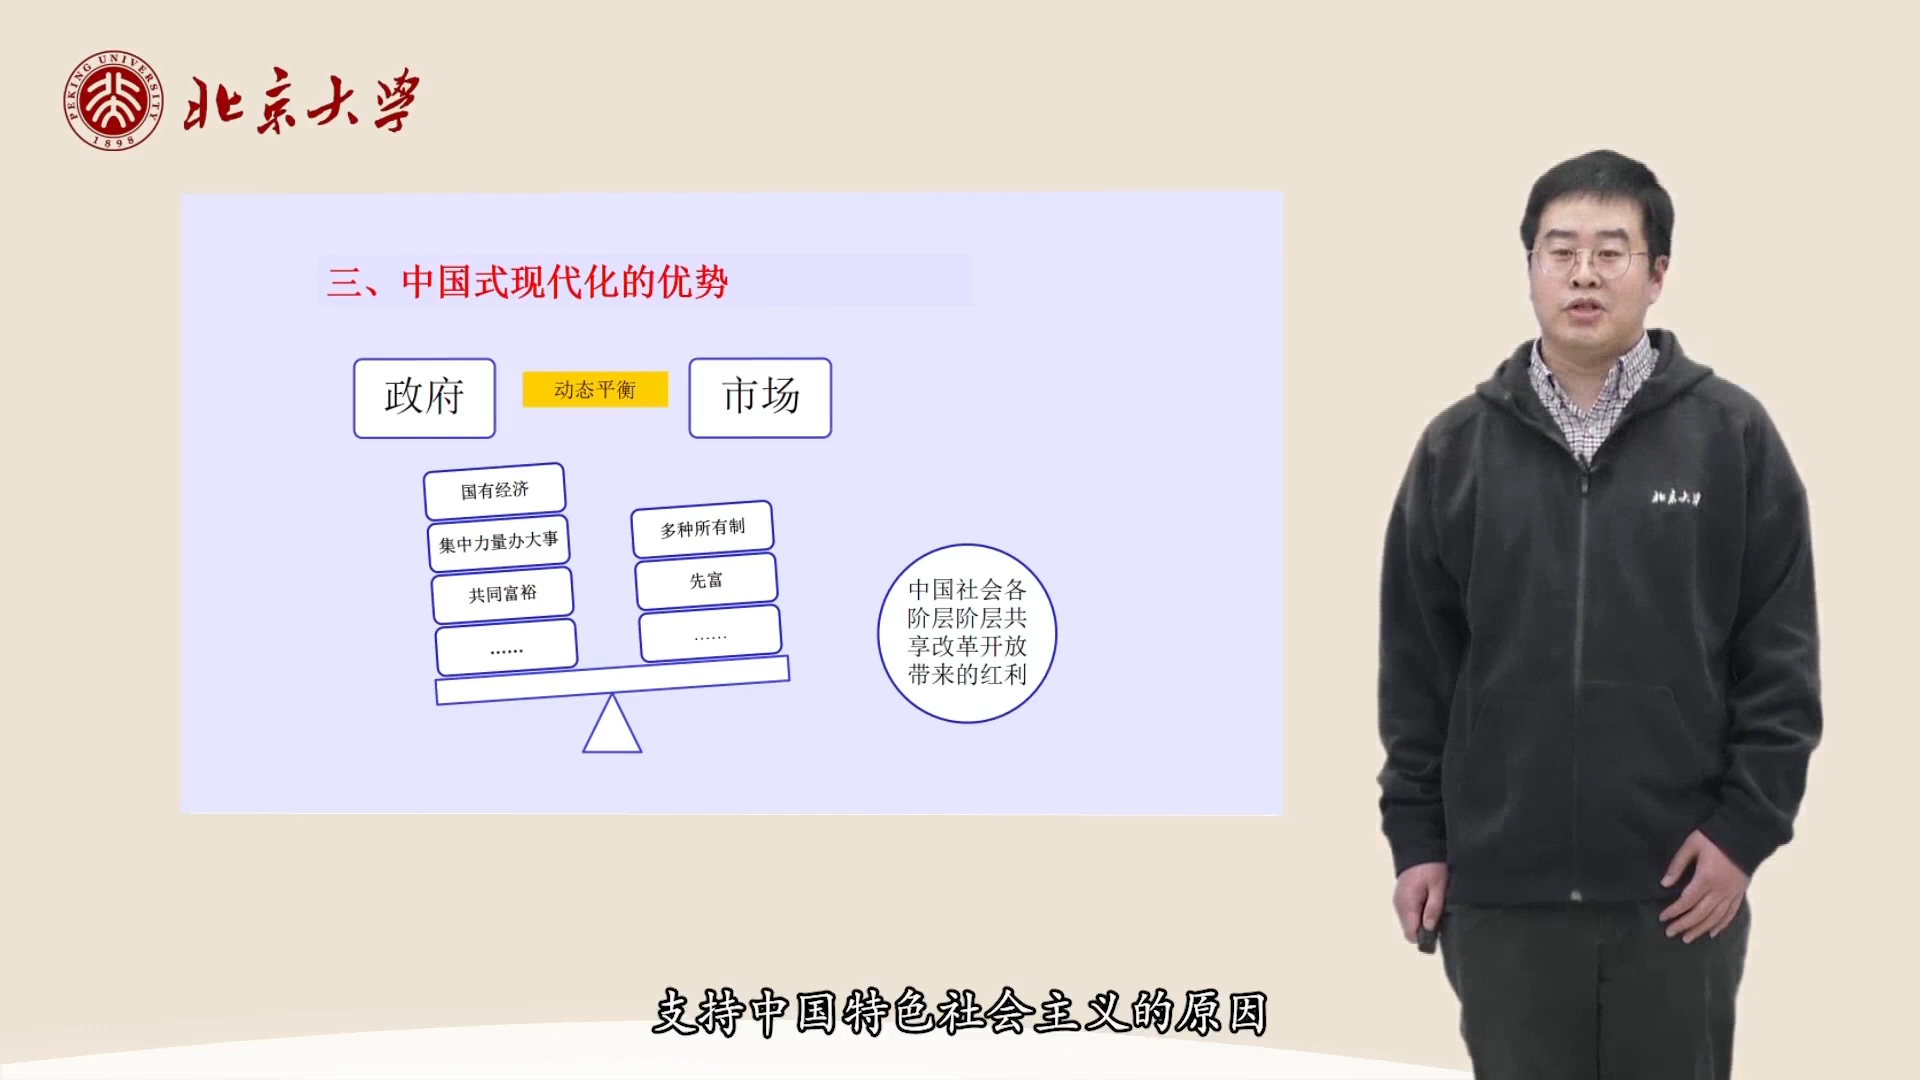 PEKING UNIVERSITY
1898
北京大学
三、中国式现代化的优势
政府
动态平衡
市场
国有经济
集中力量办大事
共同富裕
......
多种所有制
先富
......
中国社会各
阶层阶层共
享改革开放
带来的红利
北京大学
支持中国特色社会主义的原因